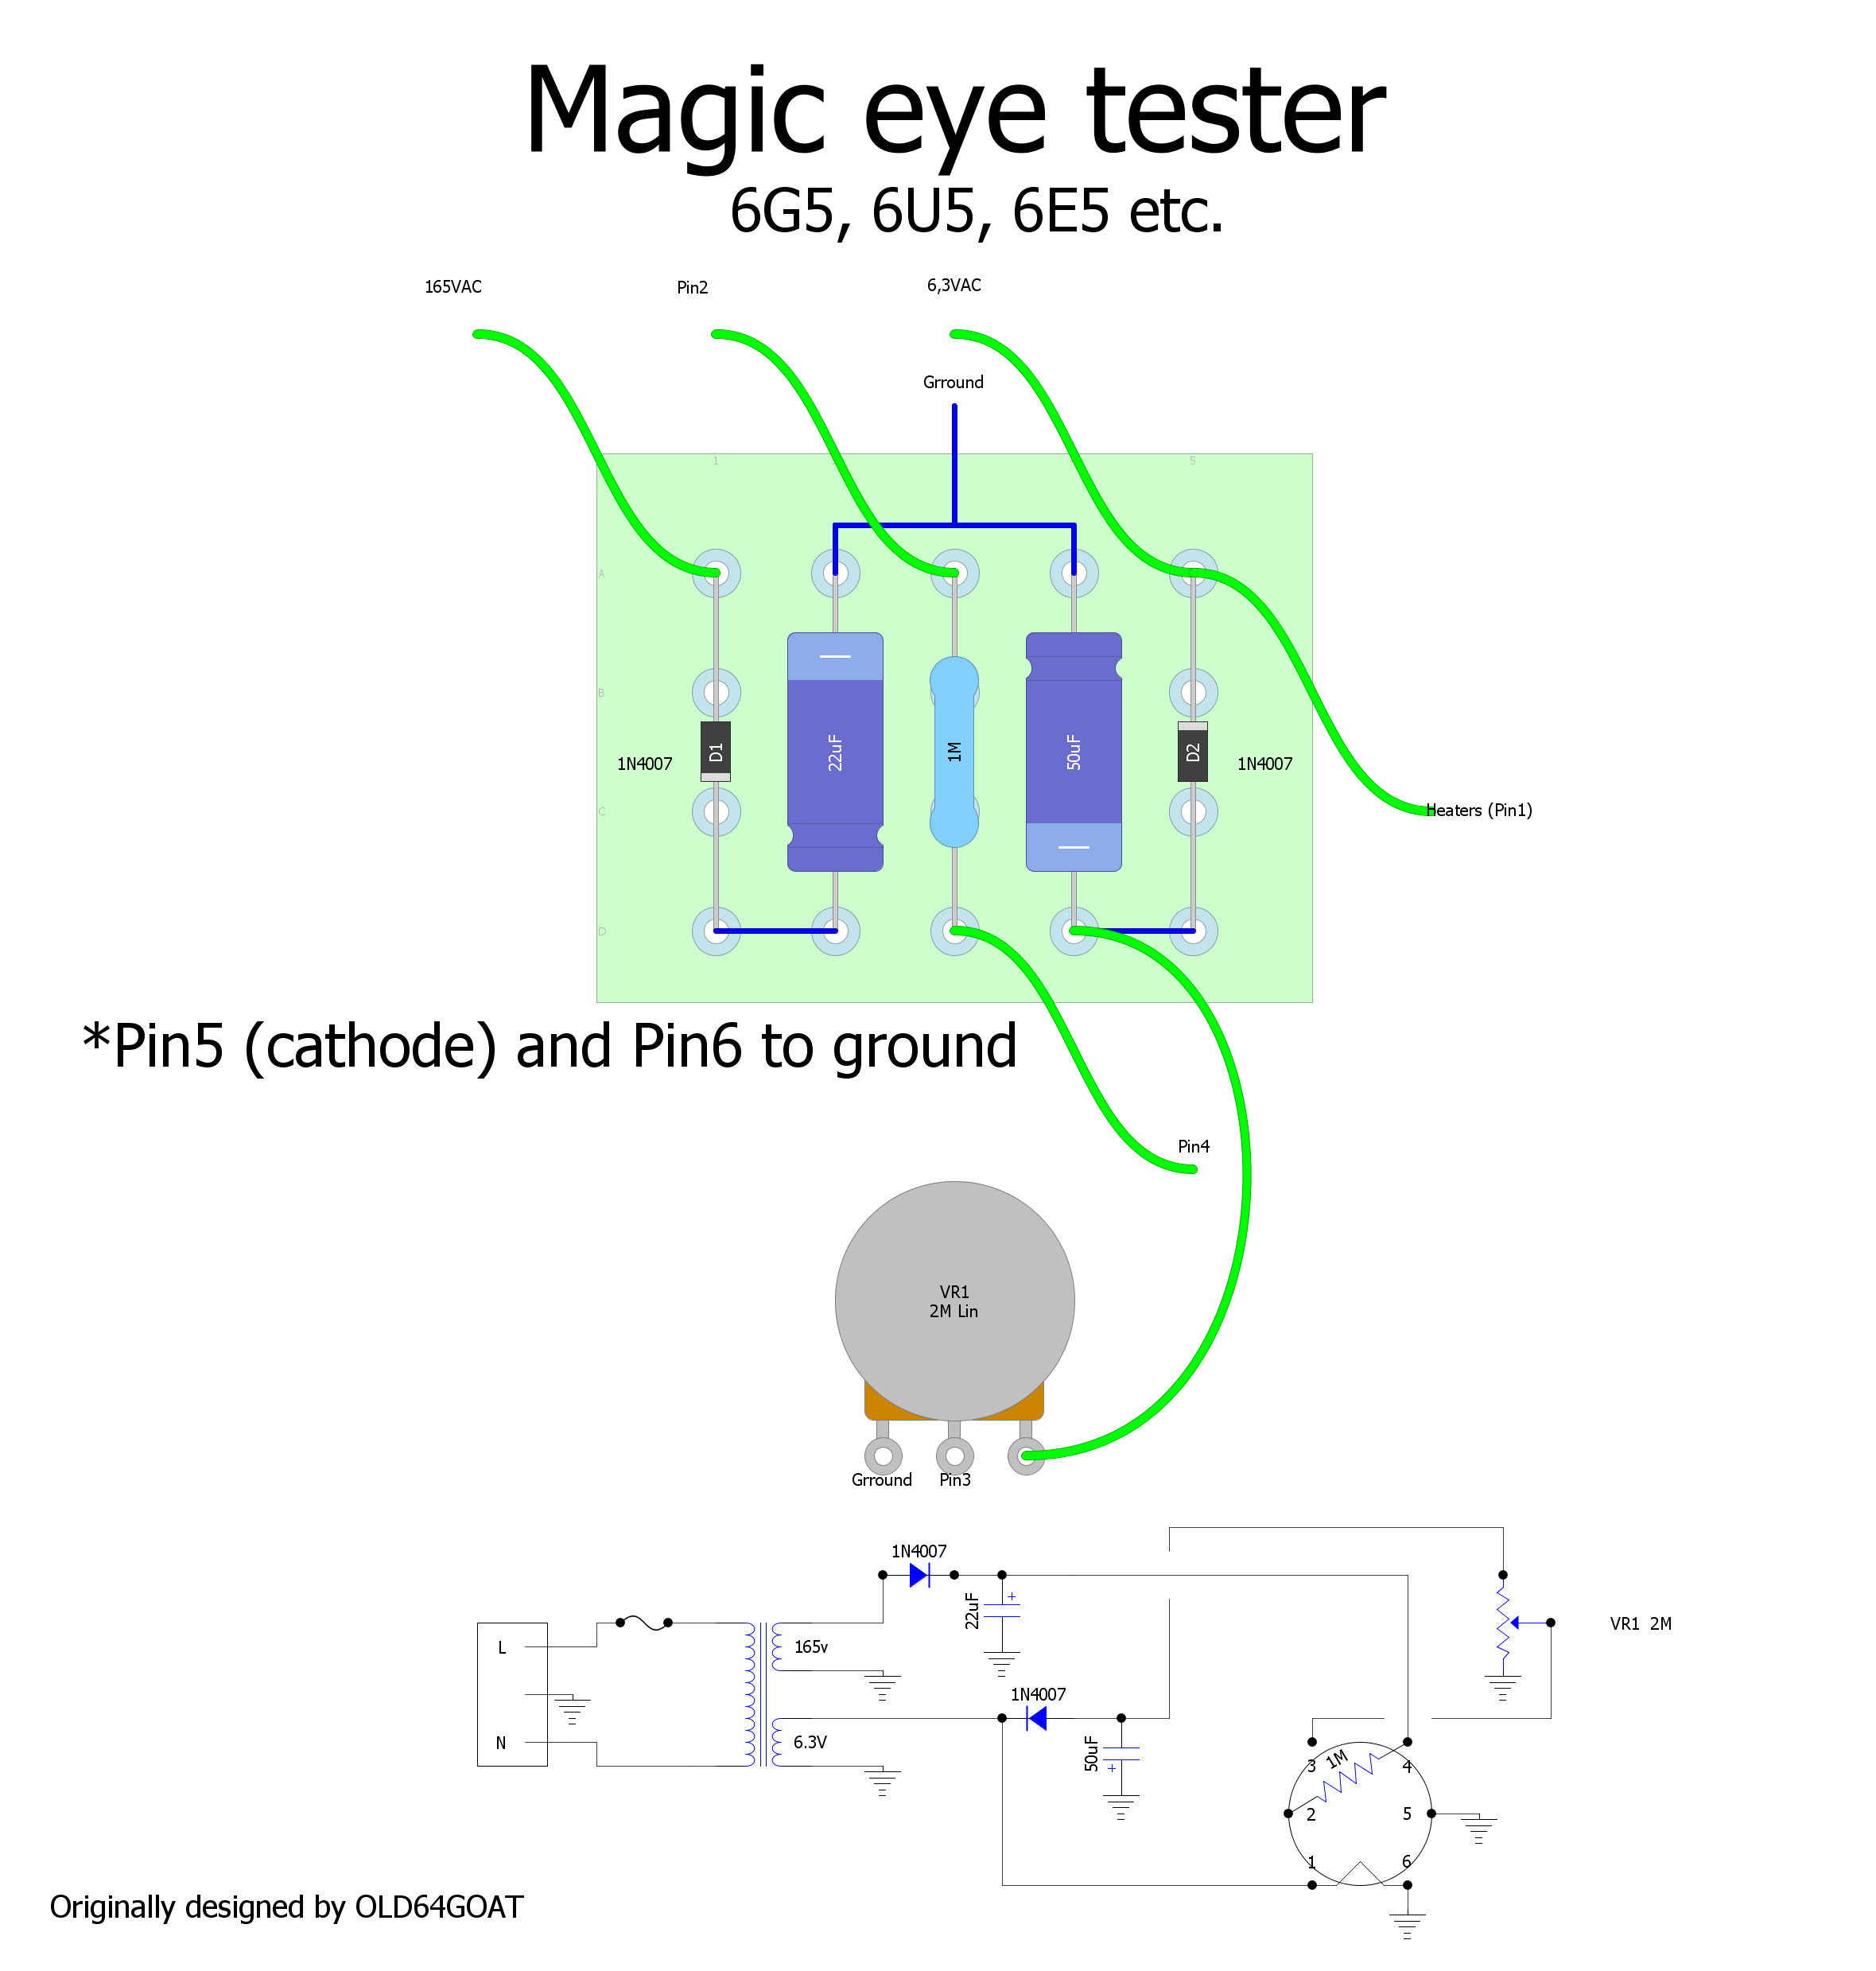 Magic eye tester
6G5, 6U5, 6E5 etc.
165VAC
Pin2
6,3VAC
Grround
1
5
A
B
C
D
1N4007
D1
22uF
1M
50uF
D2
1N4007
Heaters (Pin1)
*Pin5 (cathode) and Pin6 to ground
Pin4
VR1
2M Lin
Grround
Pin3
1N4007
22uF
+
L
165v
VR1 2M
1N4007
N
6.3V
50uF
+
3
1M
4
2
5
1
6
Originally designed by OLD64GOAT